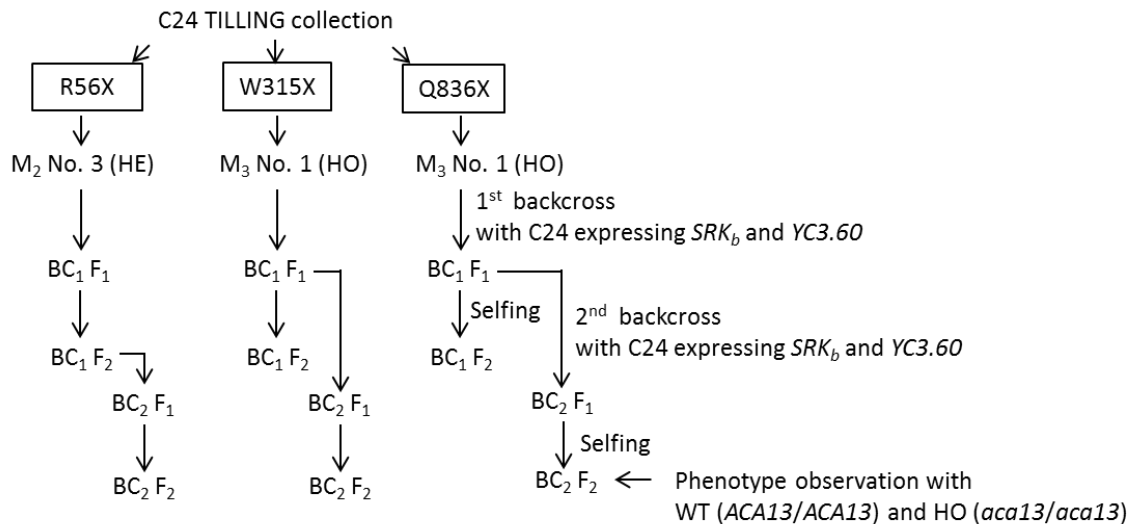 C24 TILLING collection
R56X W315X Q836X
M2 No. 3 (HE) M3 No. 1 (HO) M3 No. 1 (HO)
1st backcross
with C24 expressing SRKb and YC3.60
BC1 F1 BC1 F1 BC1 F1
Selfing
2nd backcross
with C24 expressing SRKb and YC3.60
BC1 F2 BC1 F2 BC1 F2
BC2 F1 BC2 F1 BC2 F1
Selfing
BC2 F2 BC2 F2 BC2 F2
Phenotype observation with
WT (ACA13/ACA13) and HO (aca13/aca13)